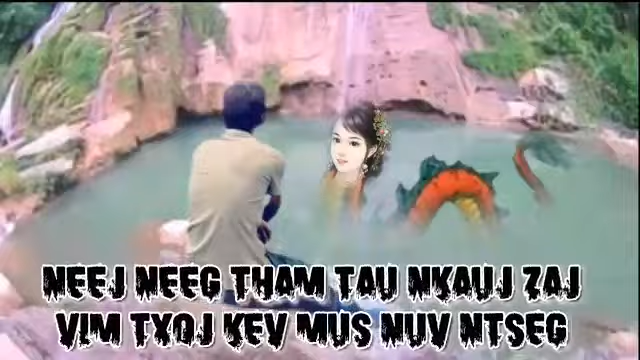 NEEJ NEEG THAM TAU NKAUJ ZAJ
VIM TXOJ KEV MUS NUV NTSEG